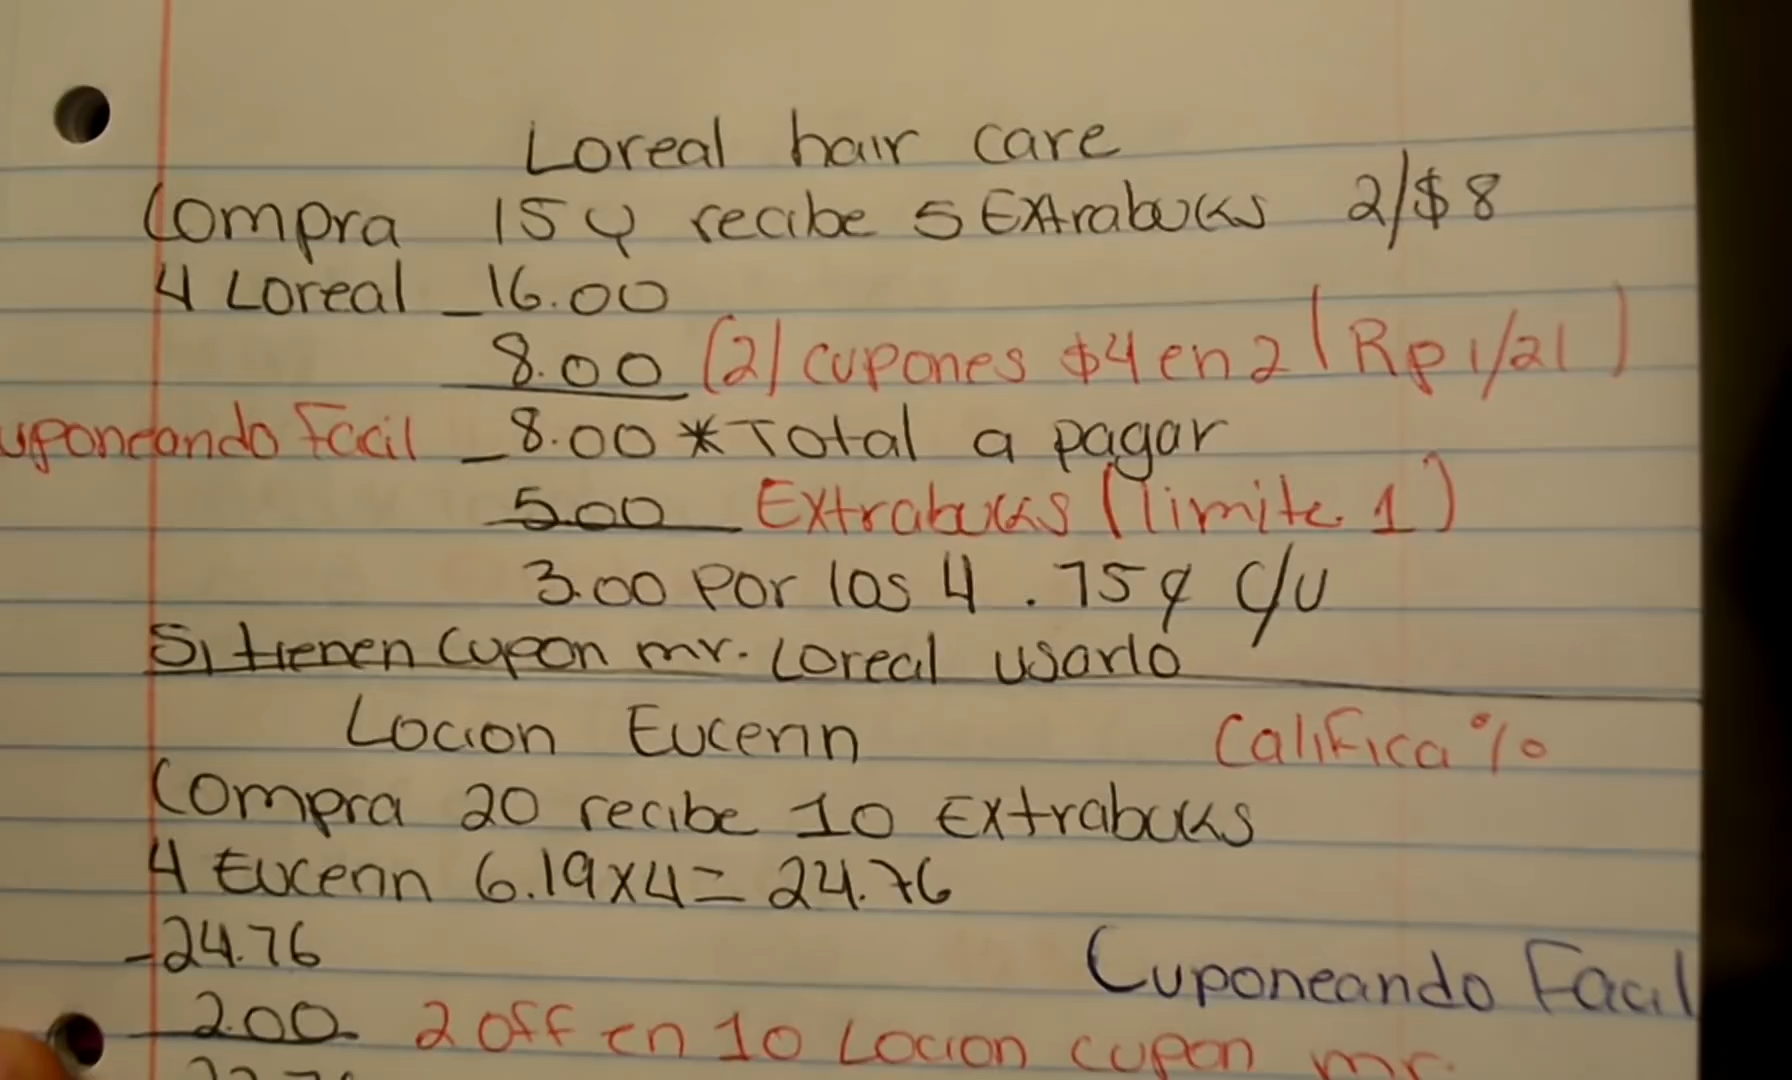 Loreal hair care
Compra 15 y recibe 5 Extrabucks 2/$8
4 Loreal _16.00
8.00 (2) cupones $4 en 2 (Rp 1/21)
uponeando Facil _8.00 *Total a pagar
5.00 Extrabucks (limite 1)
3.00 por los 4 . 75¢ c/u
Si tienen cupon mr. Loreal usarlo
Locion Eucerin Califica %
Compra 20 recibe 10 Extrabucks
4 Eucerin 6.19x4= 24.76
-24.76
Cuponeando Facil
2.00 2 off en 10 Locion cupon mr.